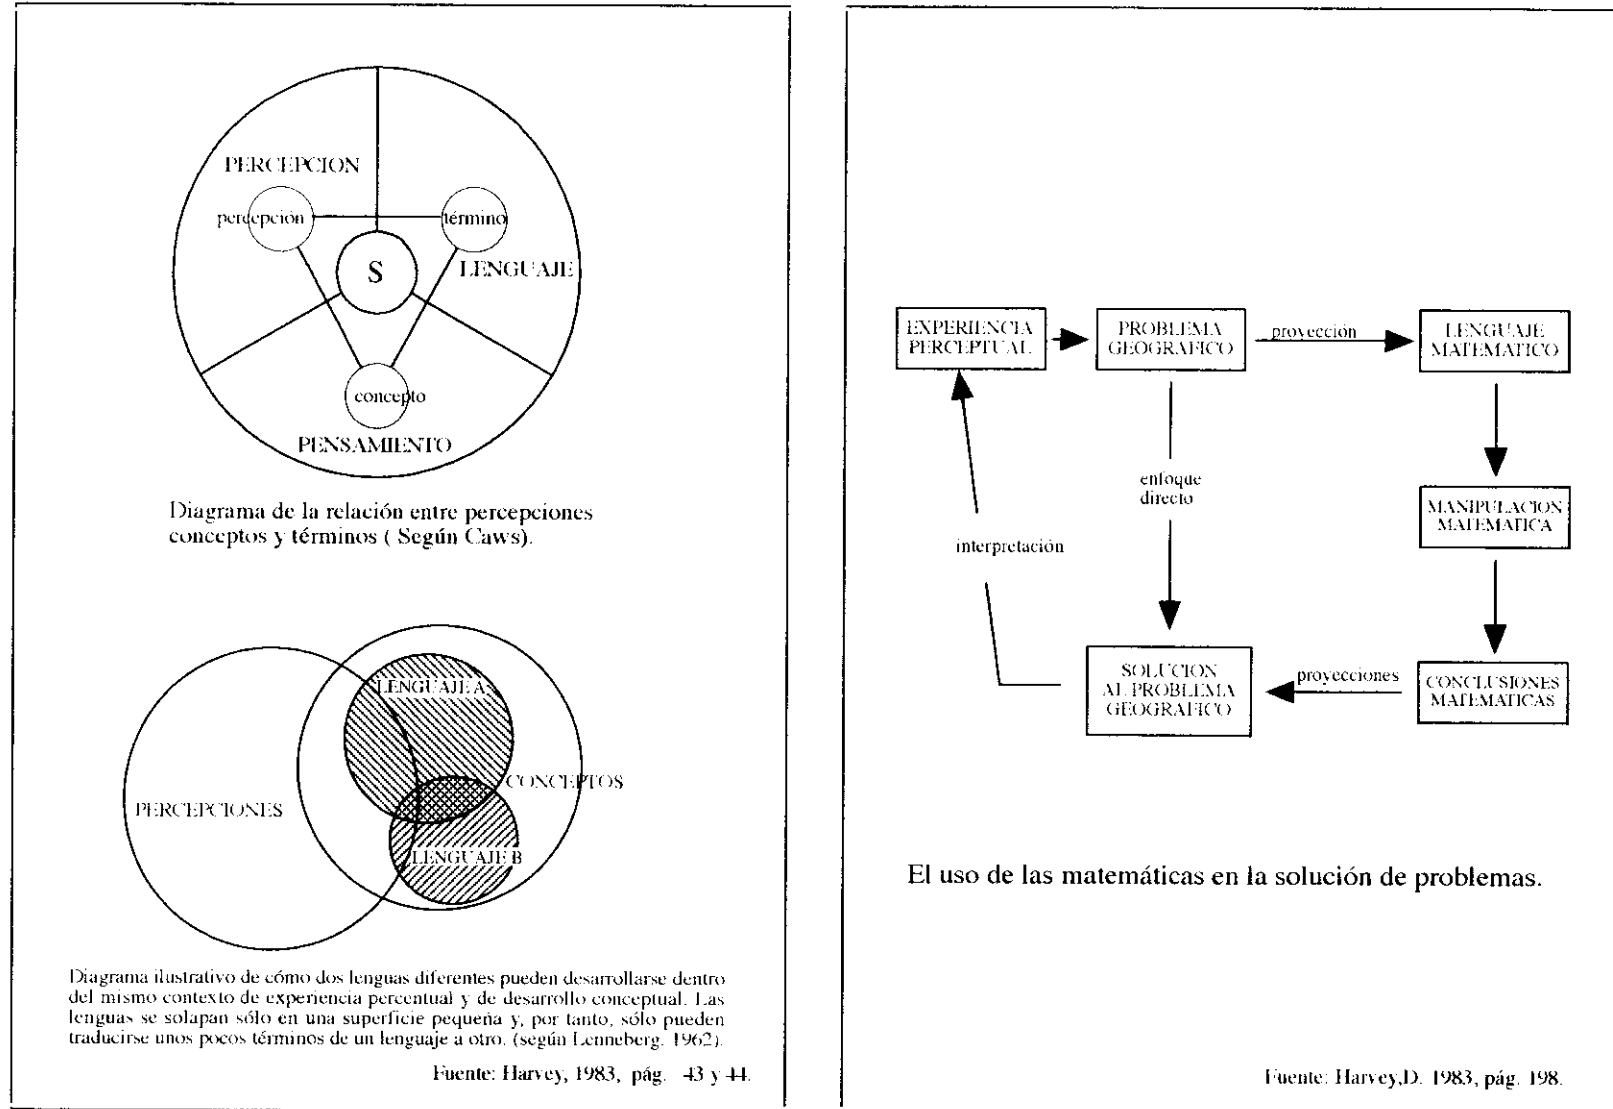 PERCEPCION
percepción
término
S
LENGUAJE
concepto
PENSAMIENTO
Diagrama de la relación entre percepciones
conceptos y términos ( Según Caws).
LENGUAJE A
CONCEPTOS
PERCEPCIONES
LENGUAJE B
Diagrama ilustrativo de cómo dos lenguas diferentes pueden desarrollarse dentro
del mismo contexto de experiencia percentual y de desarrollo conceptual. Las
lenguas se solapan sólo en una superficie pequeña y, por tanto, sólo pueden
traducirse unos pocos términos de un lenguaje a otro. (según Lenneberg. 1962).
Fuente: Harvey, 1983, pág. 43 y 44.
EXPERIENCIA
PERCEPTUAL
PROBLEMA
GEOGRAFICO
proyección
LENGUAJE
MATEMATICO
enfoque
directo
MANIPULACION
MATEMATICA
interpretación
SOLUCION
AL PROBLEMA
GEOGRAFICO
proyecciones
CONCLUSIONES
MATEMATICAS
El uso de las matemáticas en la solución de problemas.
Fuente: Harvey,D. 1983, pág. 198.